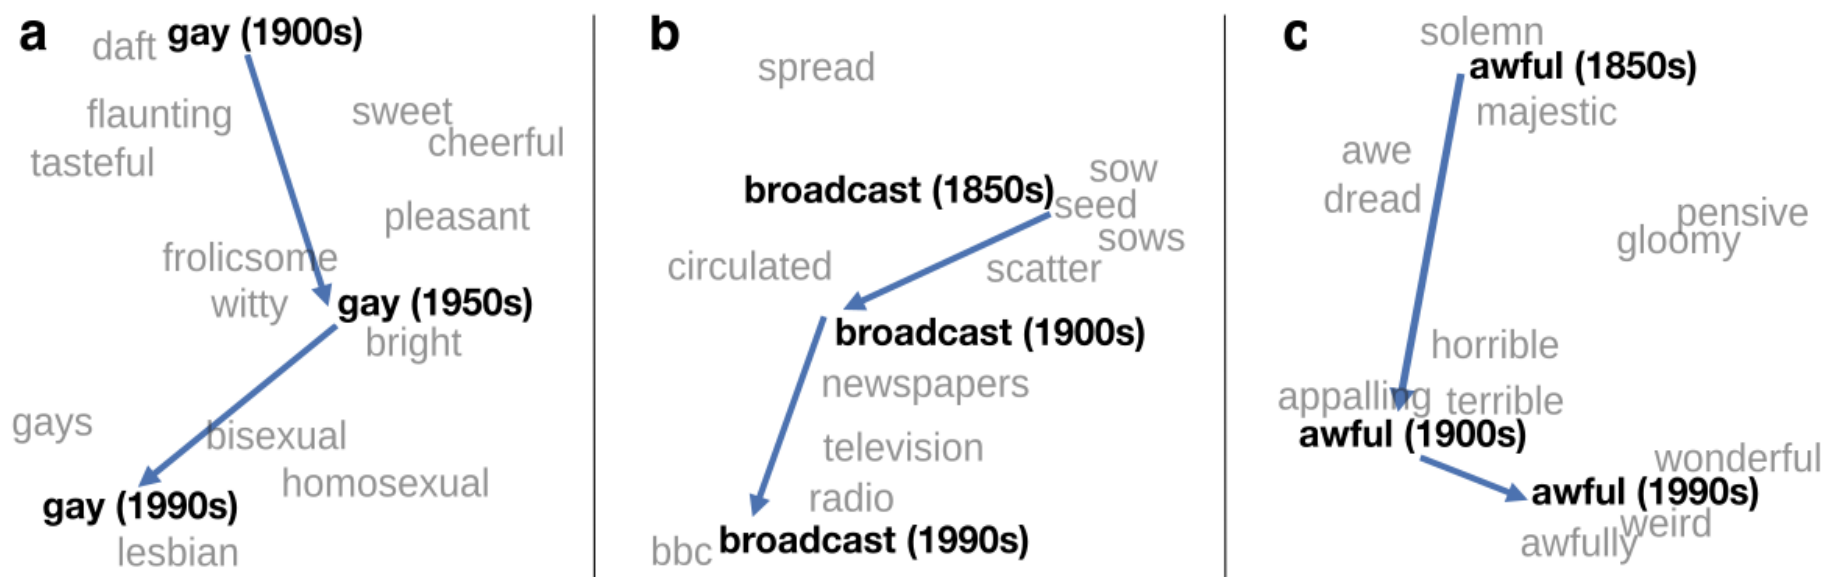 a
daft gay (1900s)
flaunting
sweet
cheerful
tasteful
pleasant
frolicsome
witty
gay (1950s)
bright
gays
bisexual
homosexual
gay (1990s)
lesbian
b
spread
sow
broadcast (1850s)
seed
sows
circulated
scatter
broadcast (1900s)
newspapers
television
radio
bbc broadcast (1990s)
c
solemn
awful (1850s)
majestic
awe
dread
pensive
gloomy
horrible
appalling terrible
awful (1900s)
wonderful
awful (1990s)
weird
awfully